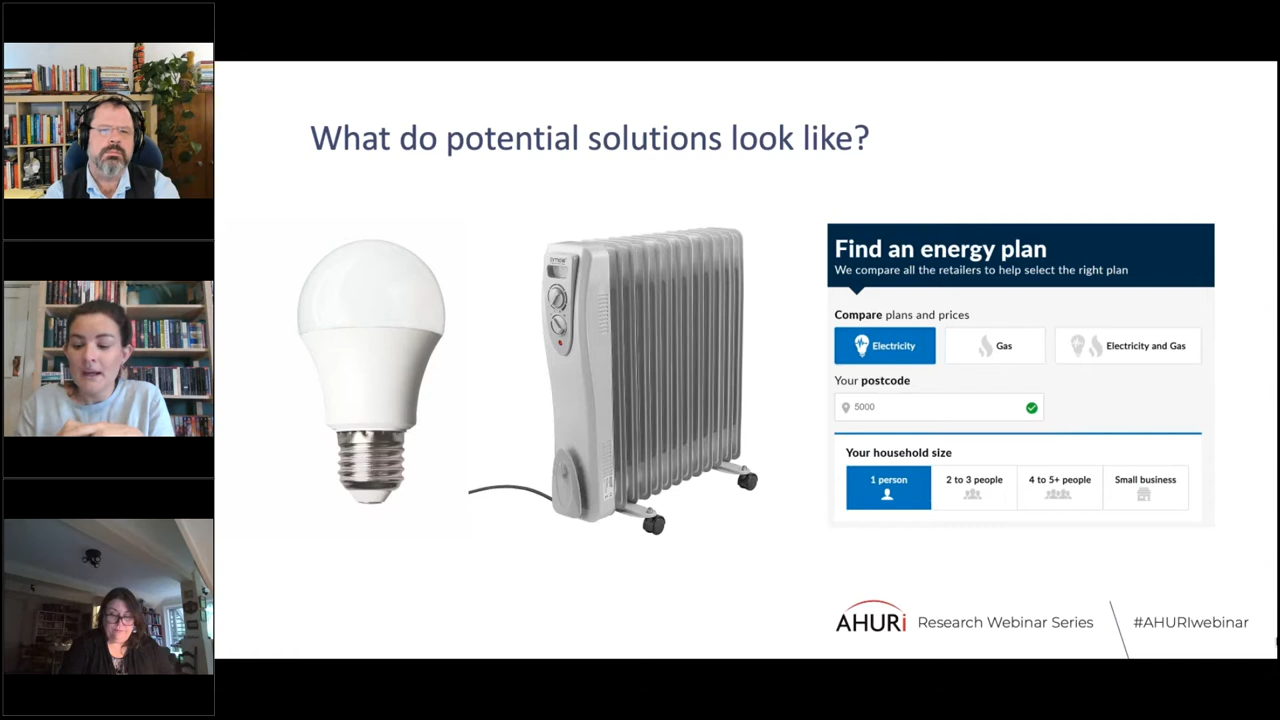 What do potential solutions look like?
Find an energy plan
We compare all the retailers to help select the right plan
Compare plans and prices
Electricity
Gas
Electricity and Gas
Your postcode
5000
Your household size
1 person
2 to 3 people
4 to 5+ people
Small business
AHURi Research Webinar Series
#AHURIwebinar